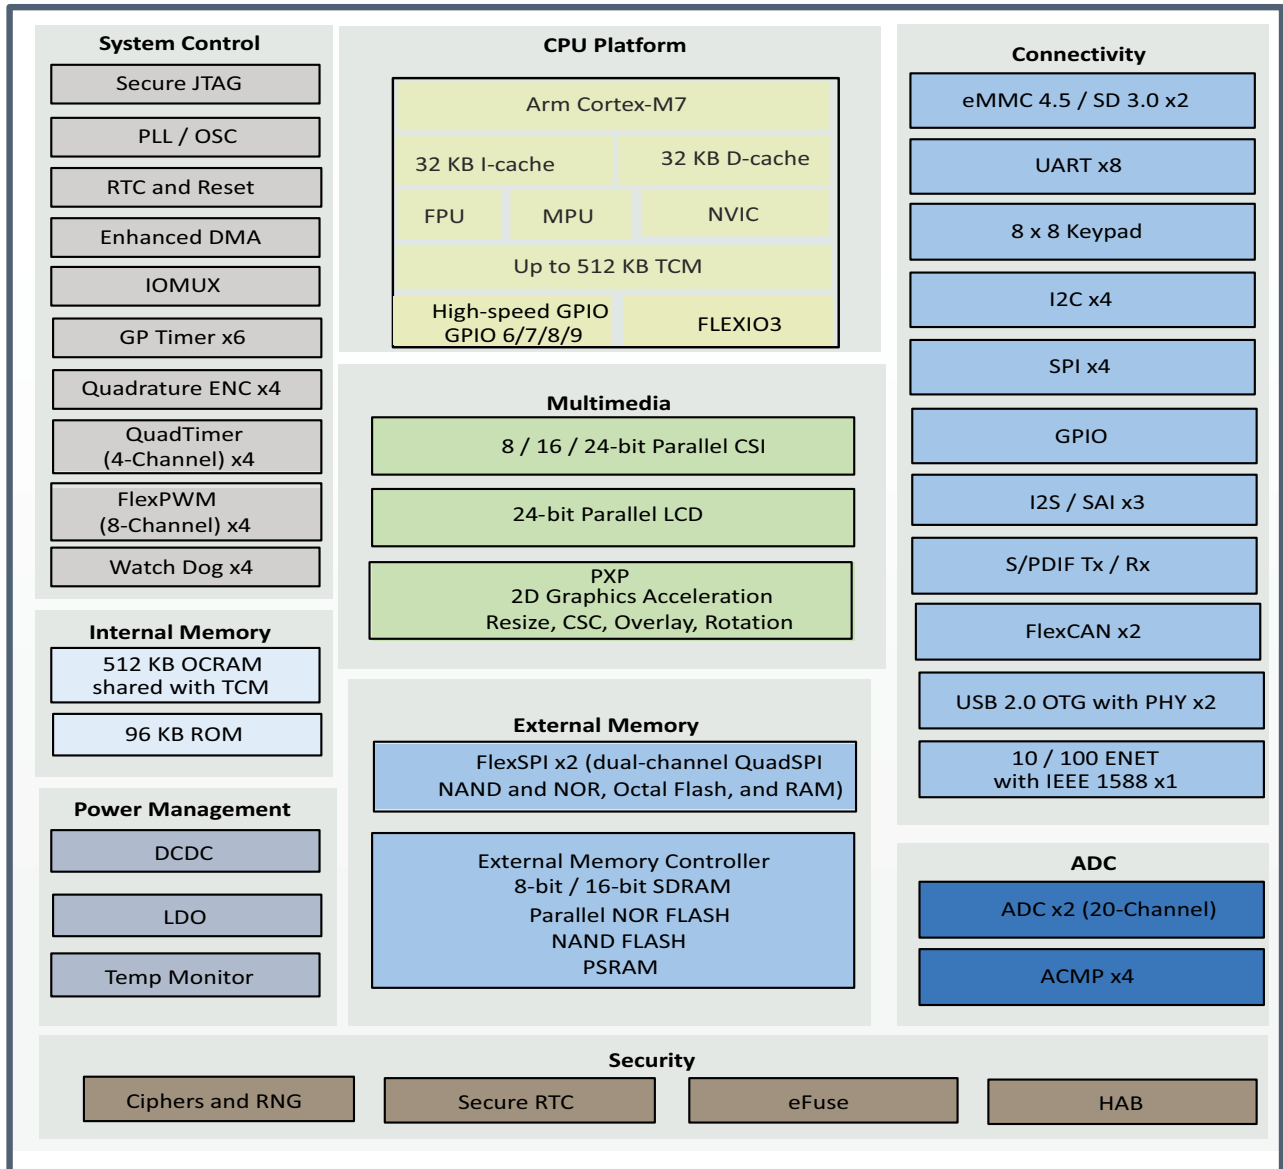 System Control
Secure JTAG
PLL / OSC
RTC and Reset
Enhanced DMA
IOMUX
GP Timer x6
Quadrature ENC x4
QuadTimer
(4-Channel) x4
FlexPWM
(8-Channel) x4
Watch Dog x4
Internal Memory
512 KB OCRAM
shared with TCM
96 KB ROM
Power Management
DCDC
LDO
Temp Monitor
CPU Platform
Arm Cortex-M7
32 KB I-cache
32 KB D-cache
FPU
MPU
NVIC
Up to 512 KB TCM
High-speed GPIO
GPIO 6/7/8/9
FLEXIO3
Multimedia
8 / 16 / 24-bit Parallel CSI
24-bit Parallel LCD
PXP
2D Graphics Acceleration
Resize, CSC, Overlay, Rotation
External Memory
FlexSPI x2 (dual-channel QuadSPI
NAND and NOR, Octal Flash, and RAM)
External Memory Controller
8-bit / 16-bit SDRAM
Parallel NOR FLASH
NAND FLASH
PSRAM
Connectivity
eMMC 4.5 / SD 3.0 x2
UART x8
8 x 8 Keypad
I2C x4
SPI x4
GPIO
I2S / SAI x3
S/PDIF Tx / Rx
FlexCAN x2
USB 2.0 OTG with PHY x2
10 / 100 ENET
with IEEE 1588 x1
ADC
ADC x2 (20-Channel)
ACMP x4
Security
Ciphers and RNG
Secure RTC
eFuse
HAB